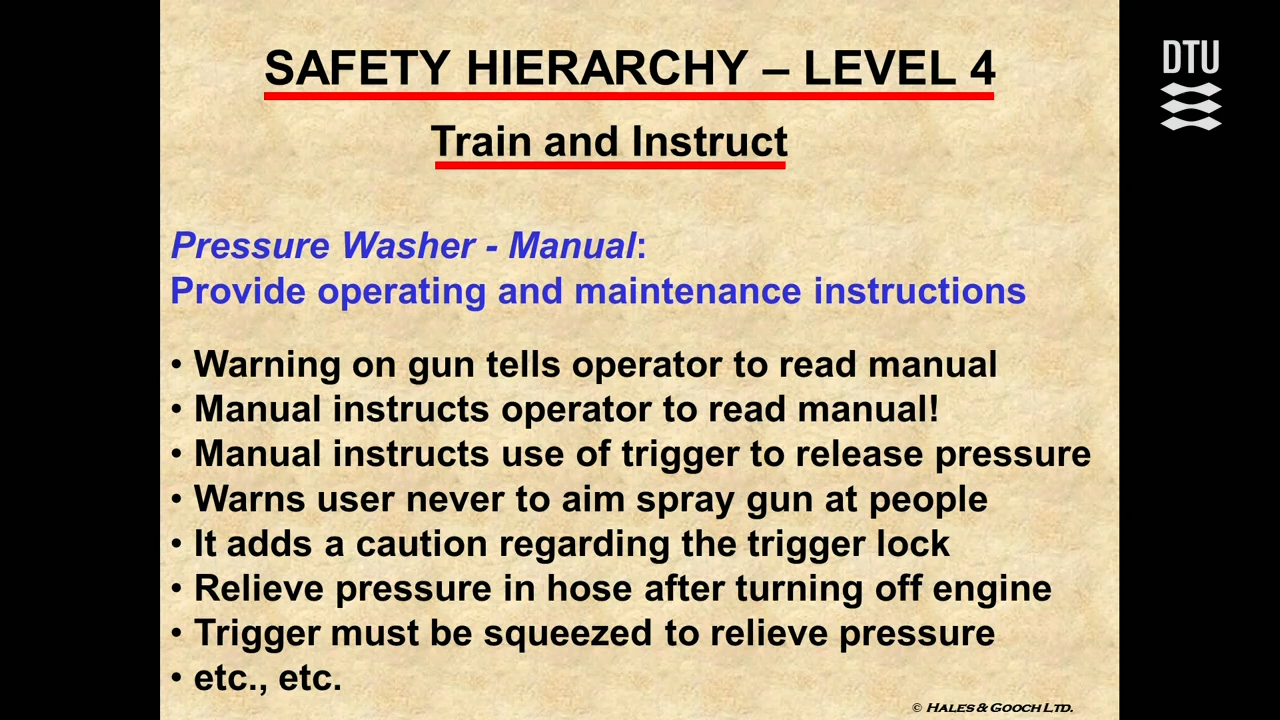 SAFETY HIERARCHY – LEVEL 4
DTU
Train and Instruct
Pressure Washer - Manual:
Provide operating and maintenance instructions
• Warning on gun tells operator to read manual
• Manual instructs operator to read manual!
• Manual instructs use of trigger to release pressure
• Warns user never to aim spray gun at people
• It adds a caution regarding the trigger lock
• Relieve pressure in hose after turning off engine
• Trigger must be squeezed to relieve pressure
• etc., etc.
© HALES & GOOCH LTD.